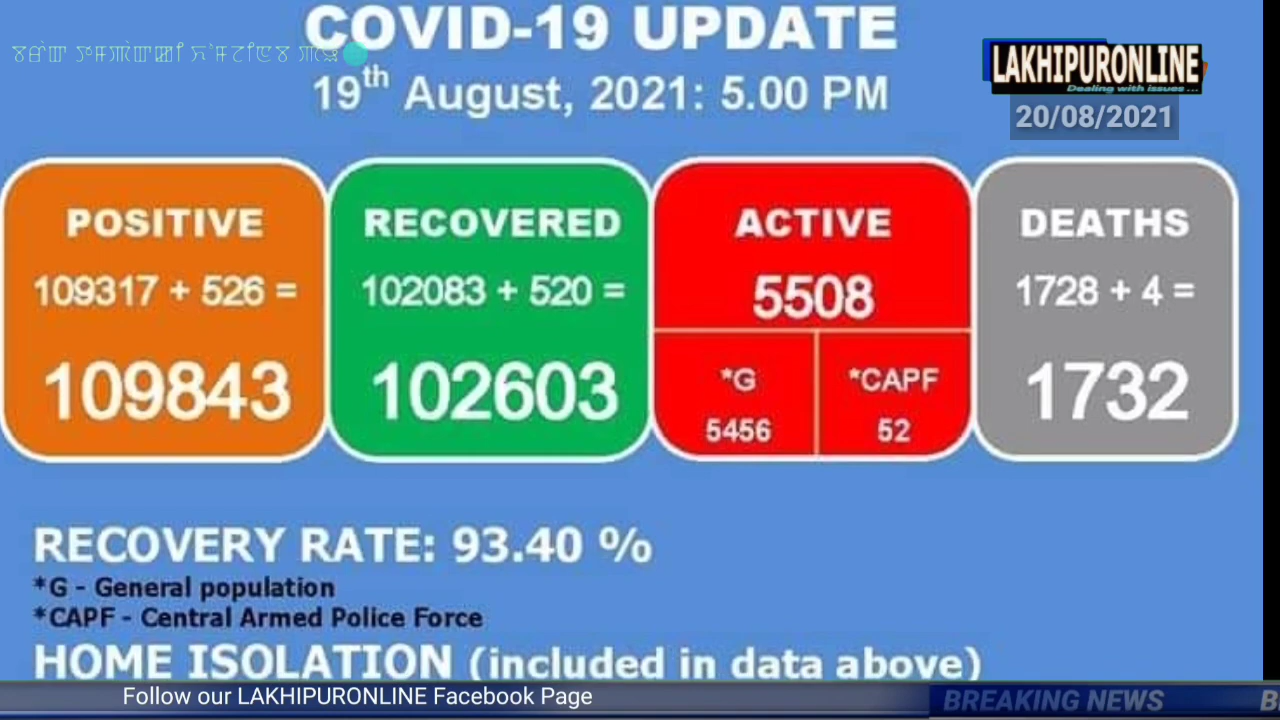 COVID-19 UPDATE
19th August, 2021: 5.00 PM
LAKHIPURONLINE
Dealing with issues ...
20/08/2021
POSITIVE
109317 + 526 =
109843
RECOVERED
102083 + 520 =
102603
ACTIVE
5508
*G
5456
*CAPF
52
DEATHS
1728 + 4 =
1732
RECOVERY RATE: 93.40 %
*G - General population
*CAPF - Central Armed Police Force
HOME ISOLATION (included in data above)
Follow our LAKHIPURONLINE Facebook Page
BREAKING NEWS